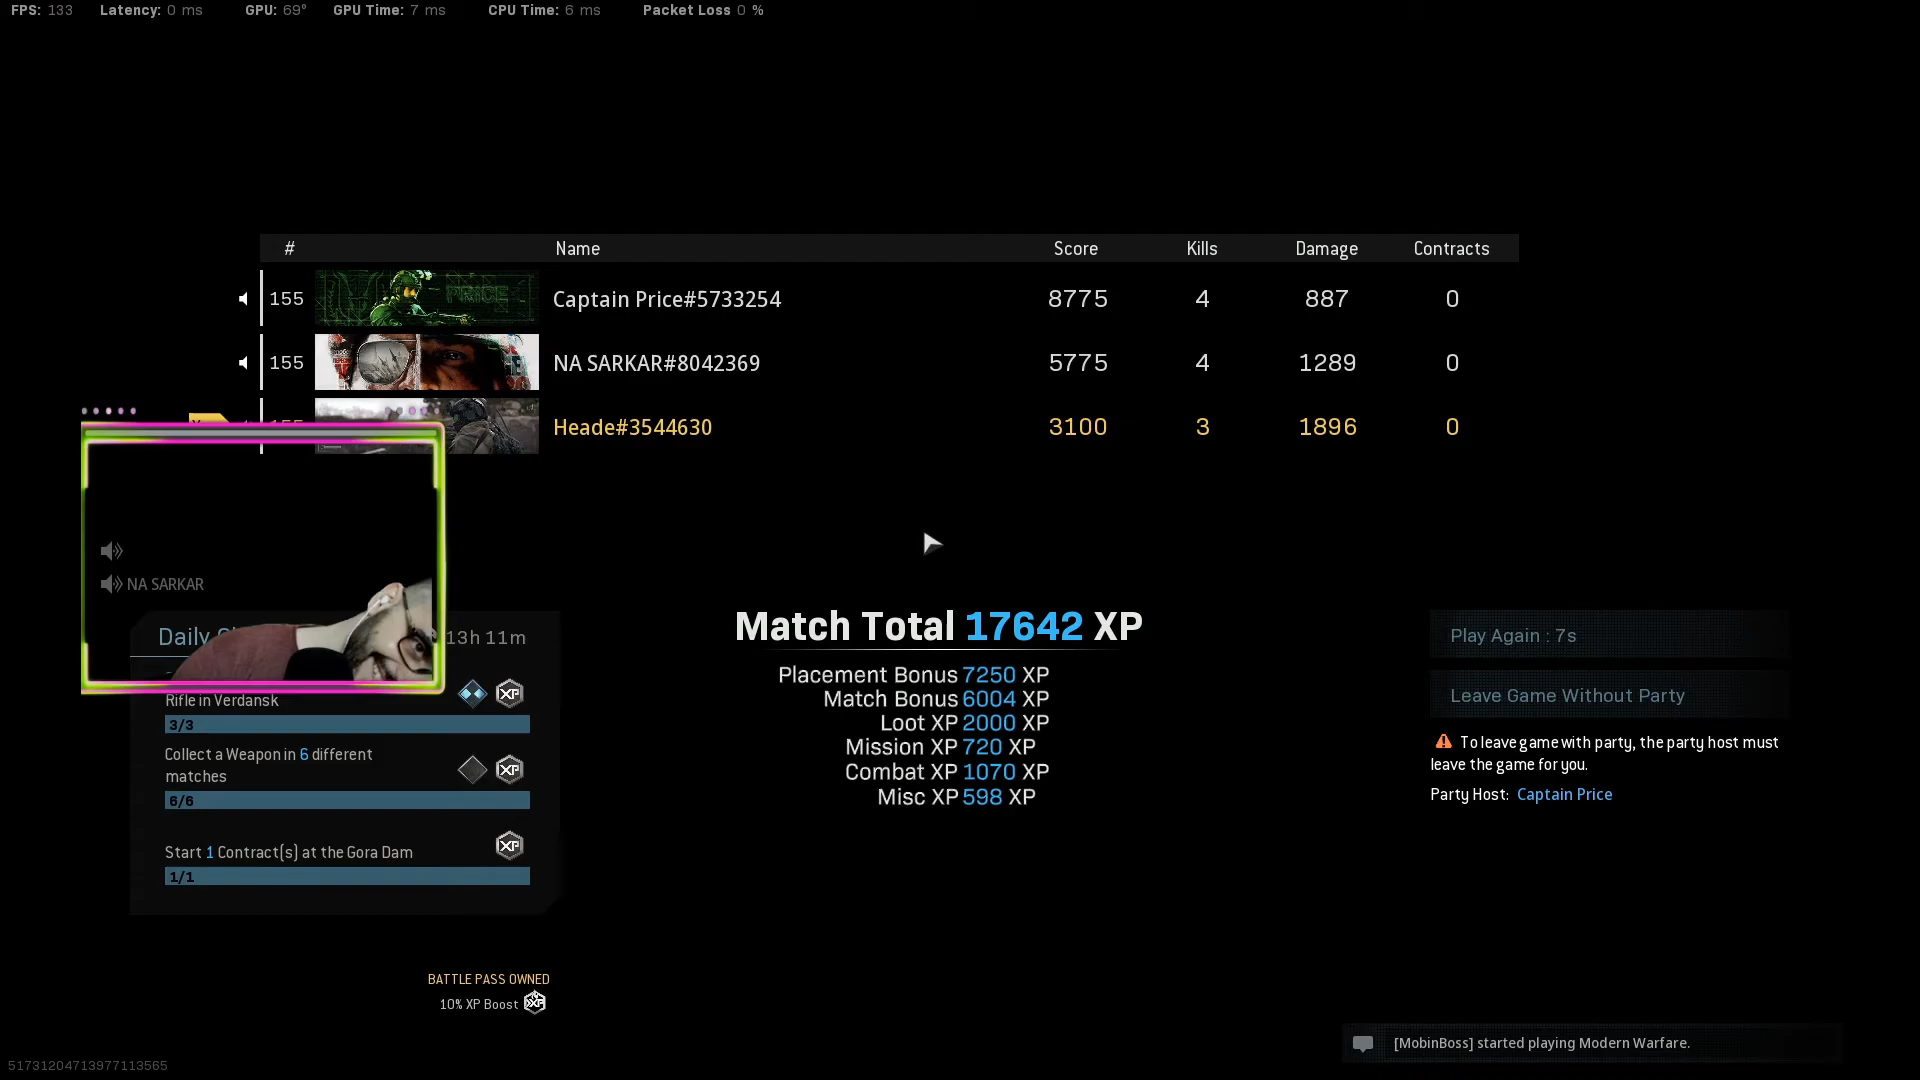 FPS: 133 Latency: 0 ms GPU: 69° GPU Time: 7 ms CPU Time: 6 ms Packet Loss 0 %
# Name Score Kills Damage Contracts
155 PRICE Captain Price#5733254 8775 4 887 0
155 NA SARKAR#8042369 5775 4 1289 0
155 Heade#3544630 3100 3 1896 0
NA SARKAR
Daily 13h 11m
Rifle in Verdansk
3/3
Collect a Weapon in 6 different
matches
6/6
Start 1 Contract(s) at the Gora Dam
1/1
XP
XP
XP
BATTLE PASS OWNED
10% XP Boost
Match Total 17642 XP
Placement Bonus 7250 XP
Match Bonus 6004 XP
Loot XP 2000 XP
Mission XP 720 XP
Combat XP 1070 XP
Misc XP 598 XP
Play Again : 7s
Leave Game Without Party
To leave game with party, the party host must
leave the game for you.
Party Host: Captain Price
[MobinBoss] started playing Modern Warfare.
51731204713977113565